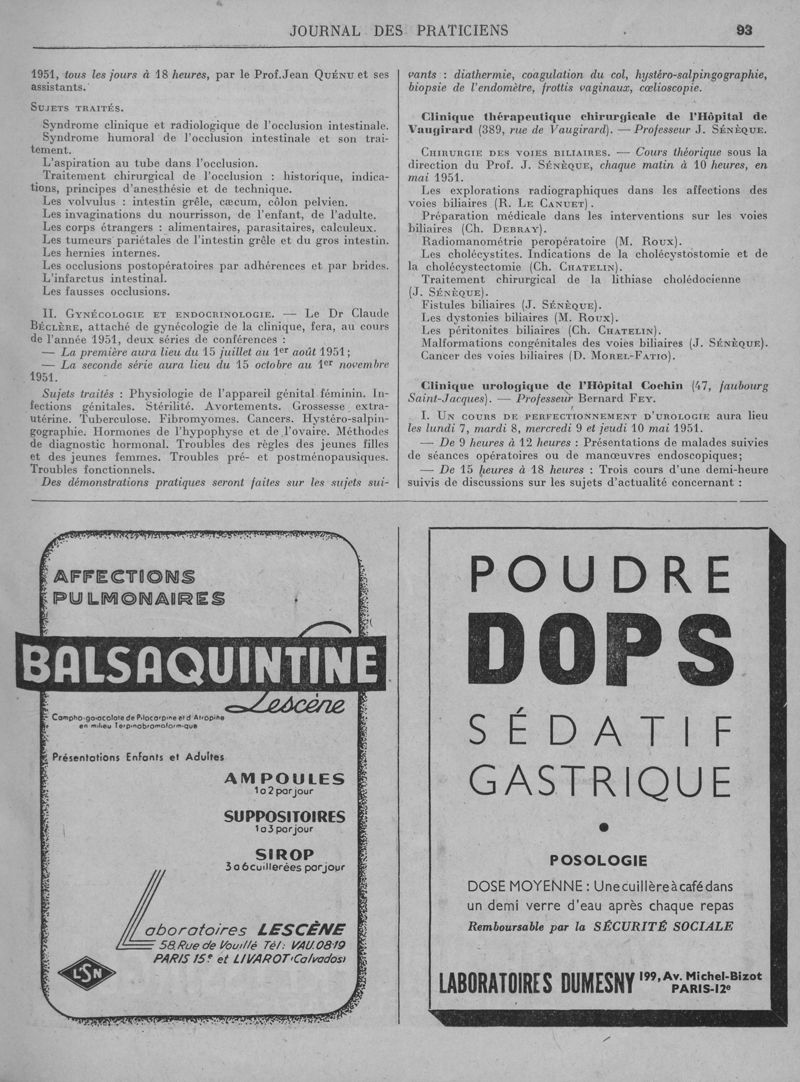 JOURNAL DES PRATICIENS
93
1951, tous les jours à 18 heures, par le Prof. Jean QUÉNU et ses
assistants.
SUJETS TRAITÉS.
Syndrome clinique et radiologique de l'occlusion intestinale.
Syndrome humoral de l'occlusion intestinale et son trai-
tement.
L'aspiration au tube dans l'occlusion.
Traitement chirurgical de l'occlusion : historique, indica-
tions, principes d'anesthésie et de technique.
Les volvulus : intestin grêle, cæcum, côlon pelvien.
Les invaginations du nourrisson, de l'enfant, de l'adulte.
Les corps étrangers : alimentaires, parasitaires, calculeux.
Les tumeurs pariétales de l'intestin grêle et du gros intestin.
Les hernies internes.
Les occlusions postopératoires par adhérences et par brides.
L'infarctus intestinal.
Les fausses occlusions.
II. GYNÉCOLOGIE ET ENDOCRINOLOGIE. — Le Dr Claude
BÉCLÈRE, attaché de gynécologie de la clinique, fera, au cours
de l'année 1951, deux séries de conférences :
— La première aura lieu du 15 juillet au 1er août 1951 ;
— La seconde série aura lieu du 15 octobre au 1er novembre
1951.
Sujets traités : Physiologie de l'appareil génital féminin. In-
fections génitales. Stérilité. Avortements. Grossesse extra-
utérine. Tuberculose. Fibromyomes. Cancers. Hystéro-salpin-
gographie. Hormones de l'hypophyse et de l'ovaire. Méthodes
de diagnostic hormonal. Troubles des règles des jeunes filles
et des jeunes femmes. Troubles pré- et postménopausiques.
Troubles fonctionnels.
Des démonstrations pratiques seront faites sur les sujets sui-
vants : diathermie, coagulation du col, hystéro-salpingographie,
biopsie de l'endomètre, frottis vaginaux, cœlioscopie.
Clinique thérapeutique chirurgicale de l'Hôpital de
Vaugirard (389, rue de Vaugirard). — Professeur J. SÉNÈQUE.
CHIRURGIE DES VOIES BILIAIRES. — Cours théorique sous la
direction du Prof. J. SÉNÈQUE, chaque matin à 10 heures, en
mai 1951.
Les explorations radiographiques dans les affections des
voies biliaires (R. LE CANUET).
Préparation médicale dans les interventions sur les voies
biliaires (Ch. DEBRAY).
Radiomanométrie peropératoire (M. ROUX).
Les cholécystites. Indications de la cholécystostomie et de
la cholécystectomie (Ch. CHATELIN).
Traitement chirurgical de la lithiase cholédocienne
(J. SÉNÈQUE).
Fistules biliaires (J. SÉNÈQUE).
Les dystonies biliaires (M. ROUX).
Les péritonites biliaires (Ch. CHATELIN).
Malformations congénitales des voies biliaires (J. SÉNÈQUE).
Cancer des voies biliaires (D. MOREL-FATIO).
Clinique urologique de l'Hôpital Cochin (47, faubourg
Saint-Jacques). — Professeur Bernard FEY.
I. UN COURS DE PERFECTIONNEMENT D'UROLOGIE aura lieu
les lundi 7, mardi 8, mercredi 9 et jeudi 10 mai 1951.
— De 9 heures à 12 heures : Présentations de malades suivies
de séances opératoires ou de manœuvres endoscopiques ;
— De 15 heures à 18 heures : Trois cours d'une demi-heure
suivis de discussions sur les sujets d'actualité concernant :
AFFECTIONS
PULMONAIRES
BALSAQUINTINE
Lescène
Campho-gaïacolate de Pilocarpine et d'Atropine
en milieu Terpinobromoformique
Présentations Enfants et Adultes
AMPOULES
1 a 2 par jour
SUPPOSITOIRES
1 a 3 par jour
SIROP
3 a 6 cuillerées par jour
Laboratoires LESCÈNE
58, Rue de Vouillé Tél: VAU.08-19
PARIS 15e et LIVAROT (Calvados)
LSN
POUDRE
DOPS
SÉDATIF
GASTRIQUE
POSOLOGIE
DOSE MOYENNE : Une cuillère à café dans
un demi verre d'eau après chaque repas
Remboursable par la SÉCURITÉ SOCIALE
LABORATOIRES DUMESNY 199, Av. Michel-Bizot
PARIS-12e